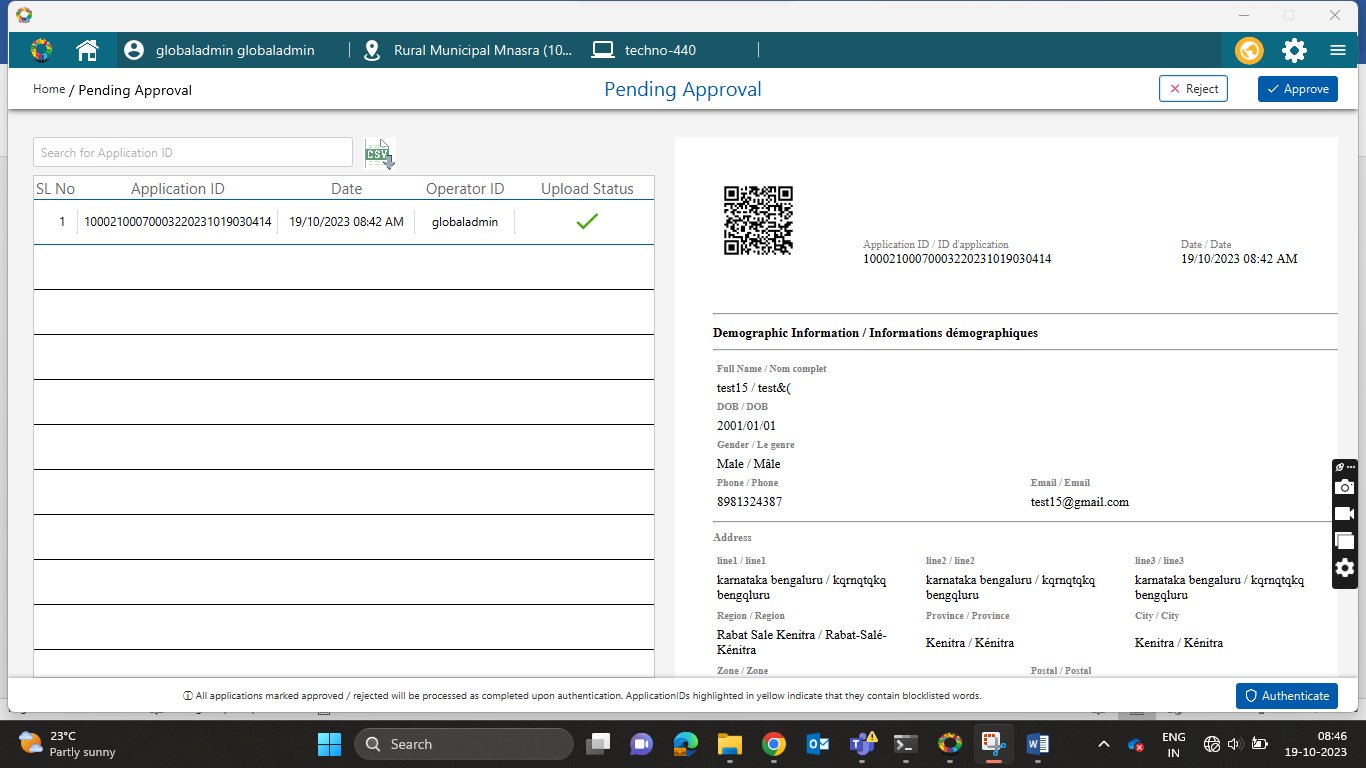 globaladmin globaladmin
Rural Municipal Mnasra (10...
techno-440
Home / Pending Approval
Pending Approval
Reject
Approve
Search for Application ID
CSV
SL No Application ID Date Operator ID Upload Status
1 10002100070003220231019030414 19/10/2023 08:42 AM globaladmin
Application ID / ID d'application
10002100070003220231019030414
Date / Date
19/10/2023 08:42 AM
Demographic Information / Informations démographiques
Full Name / Nom complet
test15 / test&(
DOB / DOB
2001/01/01
Gender / Le genre
Male / Mâle
Phone / Phone
8981324387
Email / Email
test15@gmail.com
Address
line1 / line1
karnataka bengaluru / kqrnqtqkq
bengqluru
line2 / line2
karnataka bengaluru / kqrnqtqkq
bengqluru
line3 / line3
karnataka bengaluru / kqrnqtqkq
bengqluru
Region / Region
Rabat Sale Kenitra / Rabat-Salé-
Kénitra
Province / Province
Kenitra / Kénitra
City / City
Kenitra / Kénitra
Zone / Zone
Postal / Postal
All applications marked approved / rejected will be processed as completed upon authentication. ApplicationIDs highlighted in yellow indicate that they contain blocklisted words.
Authenticate
23°C
Partly sunny
Search
ENG
IN
08:46
19-10-2023